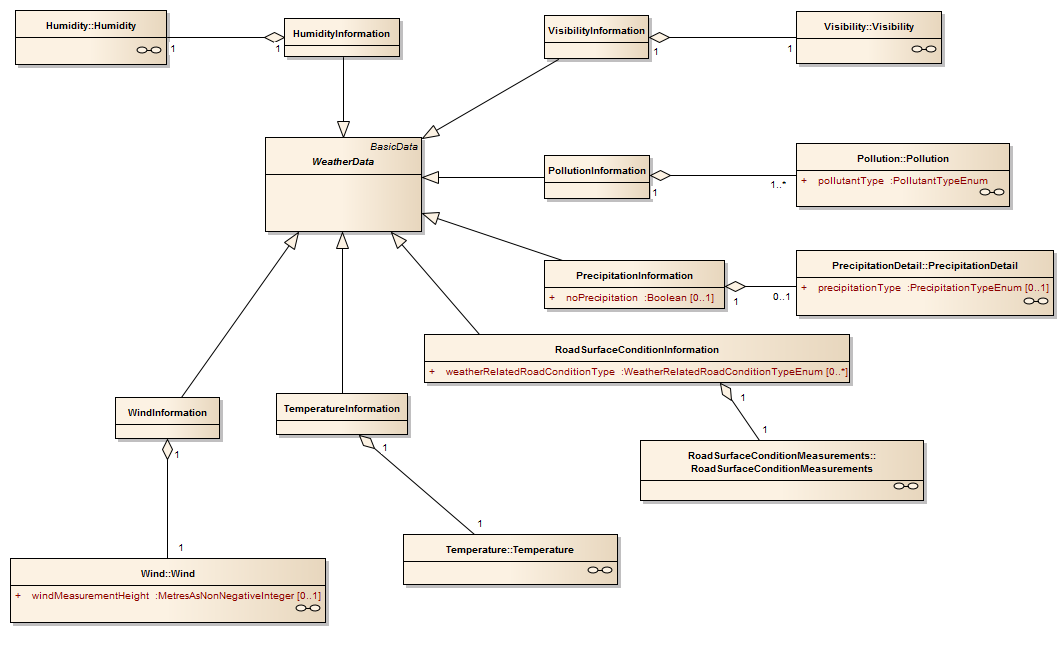 Humidity::Humidity
1
1
HumidityInformation
VisibilityInformation
1
1
Visibility::Visibility
BasicData
WeatherData
PollutionInformation
1
1..*
Pollution::Pollution
+ pollutantType :PollutantTypeEnum
PrecipitationInformation
+ noPrecipitation :Boolean [0..1]
1
0..1
PrecipitationDetail::PrecipitationDetail
+ precipitationType :PrecipitationTypeEnum [0..1]
RoadSurfaceConditionInformation
+ weatherRelatedRoadConditionType :WeatherRelatedRoadConditionTypeEnum [0..*]
1
1
RoadSurfaceConditionMeasurements::
RoadSurfaceConditionMeasurements
WindInformation
1
1
TemperatureInformation
1
1
Temperature::Temperature
Wind::Wind
+ windMeasurementHeight :MetresAsNonNegativeInteger [0..1]